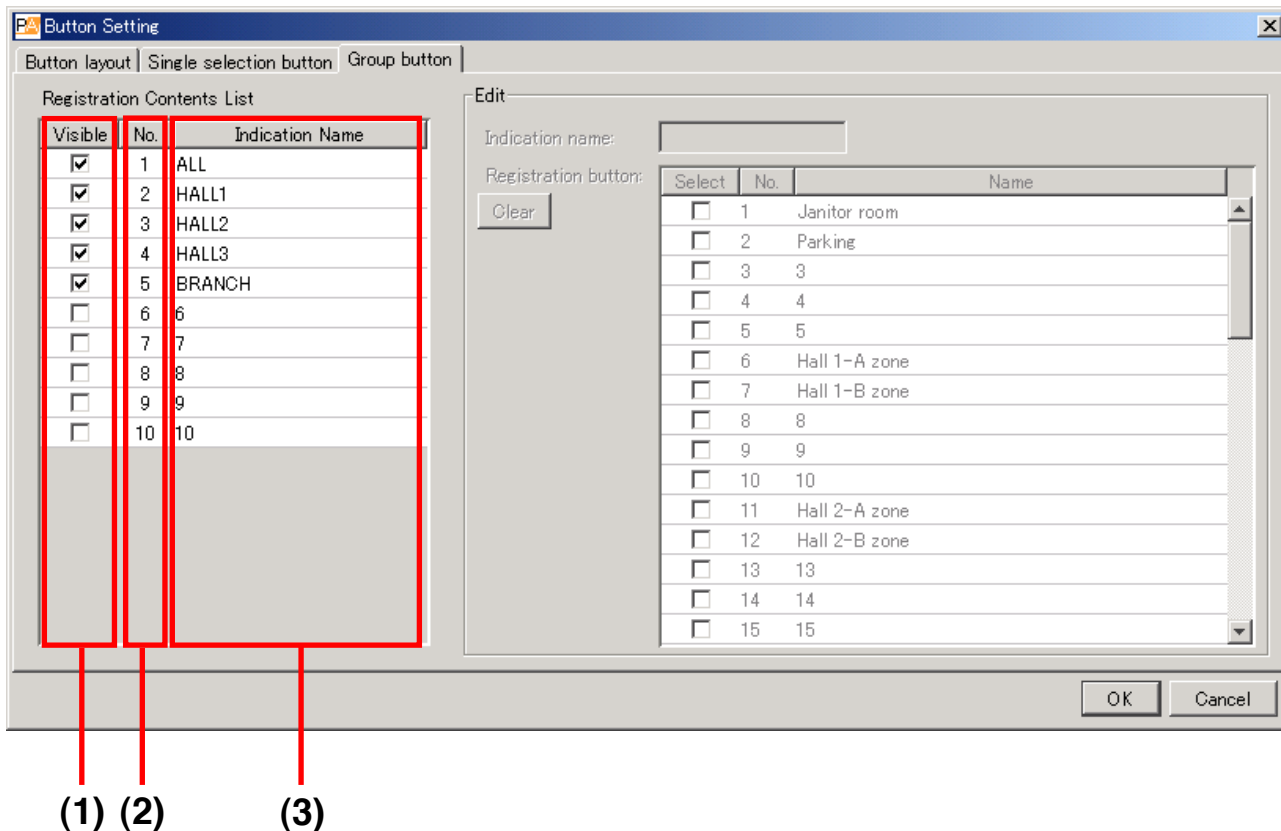 PA Button Setting
Button layout Single selection button Group button
Registration Contents List
Visible No. Indication Name
1 ALL
2 HALL1
3 HALL2
4 HALL3
5 BRANCH
6 6
7 7
8 8
9 9
10 10
Edit
Indication name:
Registration button:
Clear
Select No. Name
1 Janitor room
2 Parking
3 3
4 4
5 5
6 Hall 1-A zone
7 Hall 1-B zone
8 8
9 9
10 10
11 Hall 2-A zone
12 Hall 2-B zone
13 13
14 14
15 15
OK Cancel
(1) (2) (3)